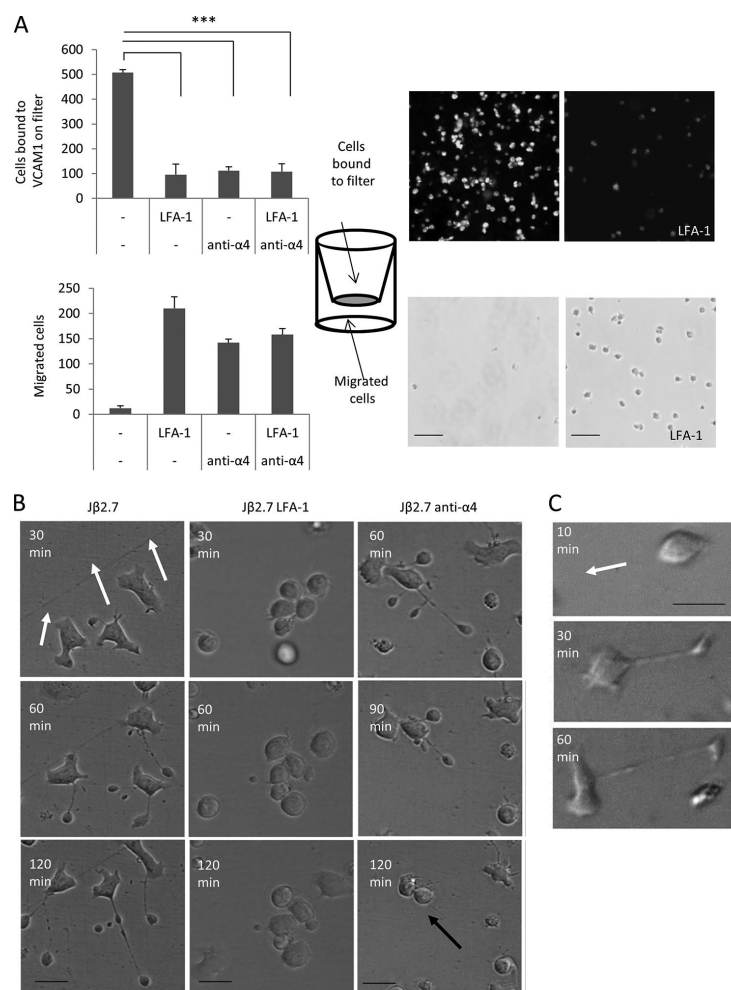 A
***
Cells bound to
VCAM1 on filter
600
500
400
300
200
100
0
- LFA-1 - LFA-1
- - anti-α4 anti-α4
Cells
bound
to filter
LFA-1
Migrated cells
250
200
150
100
50
0
- LFA-1 - LFA-1
- - anti-α4 anti-α4
Migrated
cells
LFA-1
B
Jβ2.7
Jβ2.7 LFA-1
Jβ2.7 anti-α4
30
min
30
min
60
min
60
min
60
min
90
min
120
min
120
min
120
min
C
10
min
30
min
60
min